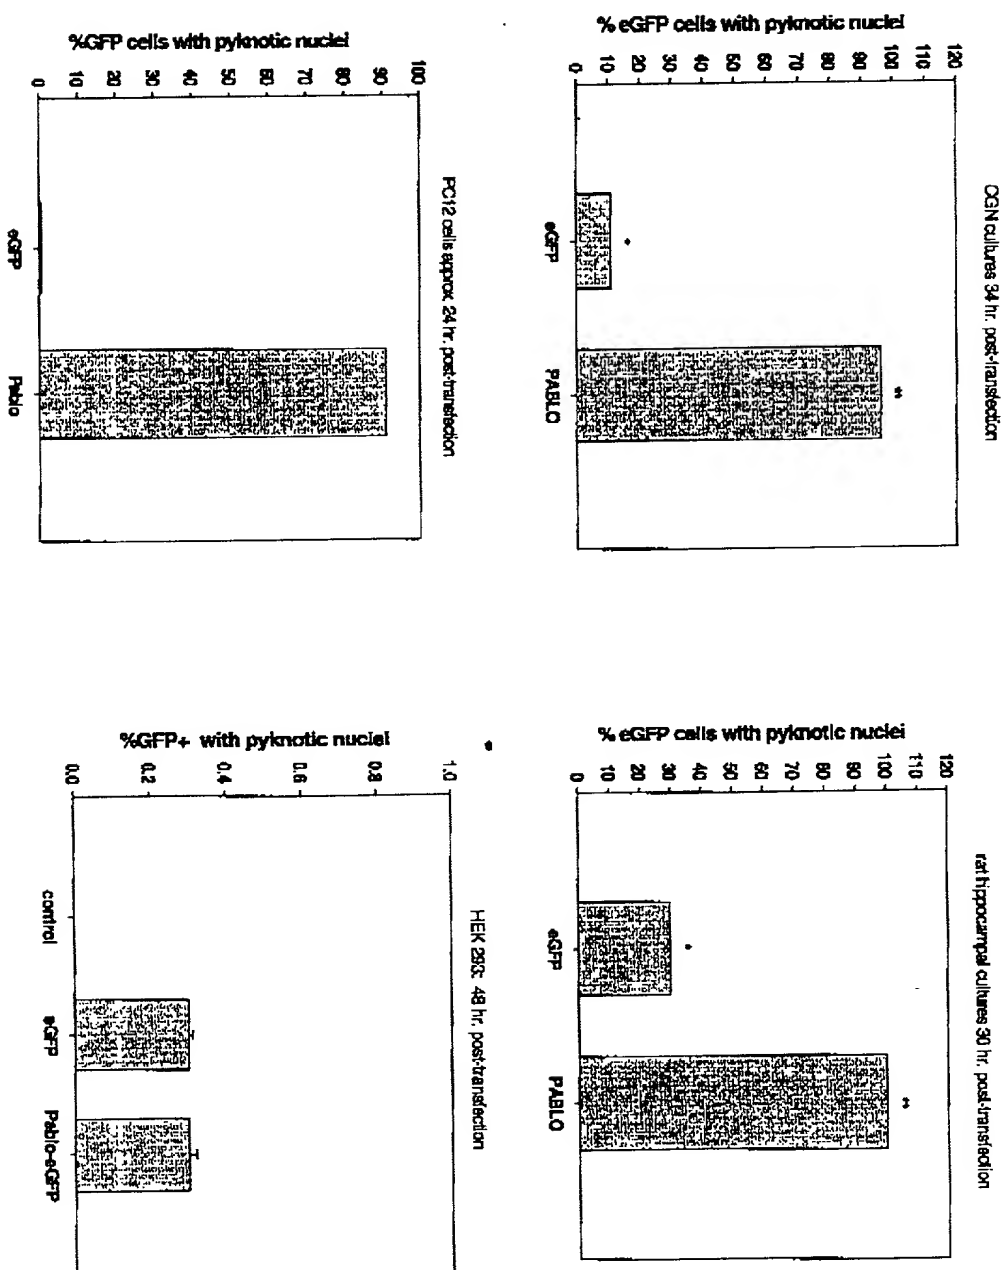 CGN cultures 34 hr. post-transfection
% eGFP cells with pyknotic nuclei
120
110
100
90
80
70
60
50
40
30
20
10
0
*
**
eGFP
PABLO
rat hippocampal cultures 30 hr. post-transfection
% eGFP cells with pyknotic nuclei
120
110
100
90
80
70
60
50
40
30
20
10
0
*
**
eGFP
PABLO
PC12 cells approx. 24 hr. post-transfection
%GFP cells with pyknotic nuclei
100
90
80
70
60
50
40
30
20
10
0
eGFP
Pablo
HEK 293: 48 hr. post-transfection
%GFP+ with pyknotic nuclei
1.0
0.8
0.6
0.4
0.2
0.0
control
eGFP
Pablo-eGFP